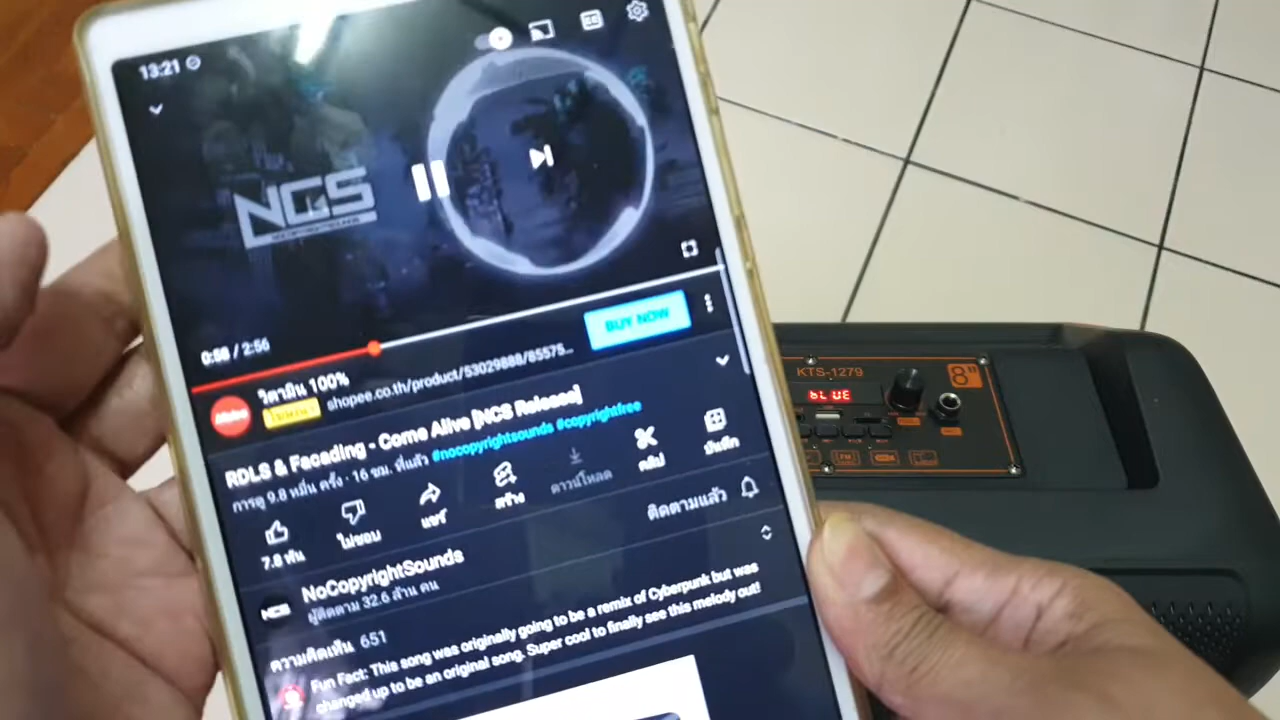 13:21
NCS
0:58 / 2:56
BUY NOW
วิตามิน 100%
โฆษณา shopee.co.th/product/53029888/85575...
RDLS & Facading - Come Alive [NCS Release]
การดู 9.8 หมื่น ครั้ง · 16 ชม. ที่แล้ว #nocopyrightsounds #copyrightfree
7.8 พัน
ไม่ชอบ
แชร์
สร้าง
ดาวน์โหลด
คลิป
บันทึก
NoCopyrightSounds
ผู้ติดตาม 32.6 ล้าน คน
ติดตามแล้ว
ความคิดเห็น 651
Fun Fact: This song was originally going to be a remix of Cyberpunk but was
changed up to be an original song. Super cool to finally see this melody out!
KTS-1279
8"
bLUE